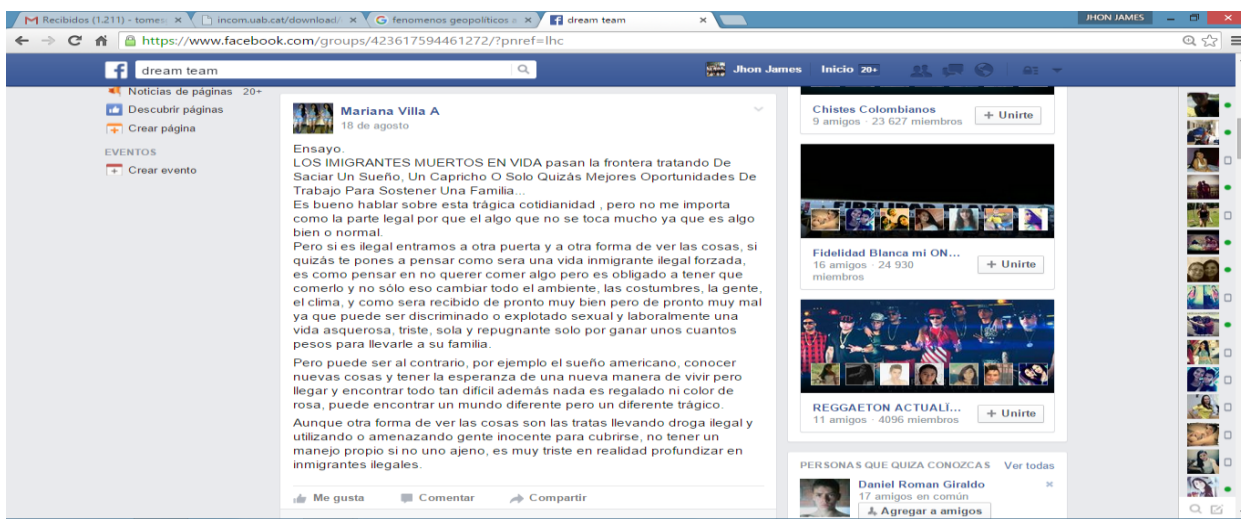 Recibidos (1.211) - tomes
incom.uab.cat/download/
fenomenos geopolíticos
dream team
JHON JAMES
https://www.facebook.com/groups/423617594461272/?pnref=lhc
dream team
Jhon James
Inicio 20+
Noticias de páginas 20+
Descubrir páginas
Crear página
EVENTOS
Crear evento
Mariana Villa A
18 de agosto
Ensayo.
LOS IMIGRANTES MUERTOS EN VIDA pasan la frontera tratando De
Saciar Un Sueño, Un Capricho O Solo Quizás Mejores Oportunidades De
Trabajo Para Sostener Una Familia...
Es bueno hablar sobre esta trágica cotidianidad , pero no me importa
como la parte legal por que el algo que no se toca mucho ya que es algo
bien o normal.
Pero si es ilegal entramos a otra puerta y a otra forma de ver las cosas, si
quizás te pones a pensar como sera una vida inmigrante ilegal forzada,
es como pensar en no querer comer algo pero es obligado a tener que
comerlo y no sólo eso cambiar todo el ambiente, las costumbres, la gente,
el clima, y como sera recibido de pronto muy bien pero de pronto muy mal
ya que puede ser discriminado o explotado sexual y laboralmente una
vida asquerosa, triste, sola y repugnante solo por ganar unos cuantos
pesos para llevarle a su familia.
Pero puede ser al contrario, por ejemplo el sueño americano, conocer
nuevas cosas y tener la esperanza de una nueva manera de vivir pero
llegar y encontrar todo tan difícil además nada es regalado ni color de
rosa, puede encontrar un mundo diferente pero un diferente trágico.
Aunque otra forma de ver las cosas son las tratas llevando droga ilegal y
utilizando o amenazando gente inocente para cubrirse, no tener un
manejo propio si no uno ajeno, es muy triste en realidad profundizar en
inmigrantes ilegales.
Me gusta
Comentar
Compartir
Chistes Colombianos
9 amigos · 23 627 miembros
+ Unirte
Fidelidad Blanca mi ON...
16 amigos · 24 930
miembros
+ Unirte
REGGAETON ACTUALÏ...
11 amigos · 4096 miembros
+ Unirte
PERSONAS QUE QUIZÁ CONOZCAS Ver todas
Daniel Roman Giraldo
17 amigos en común
Agregar a amigos